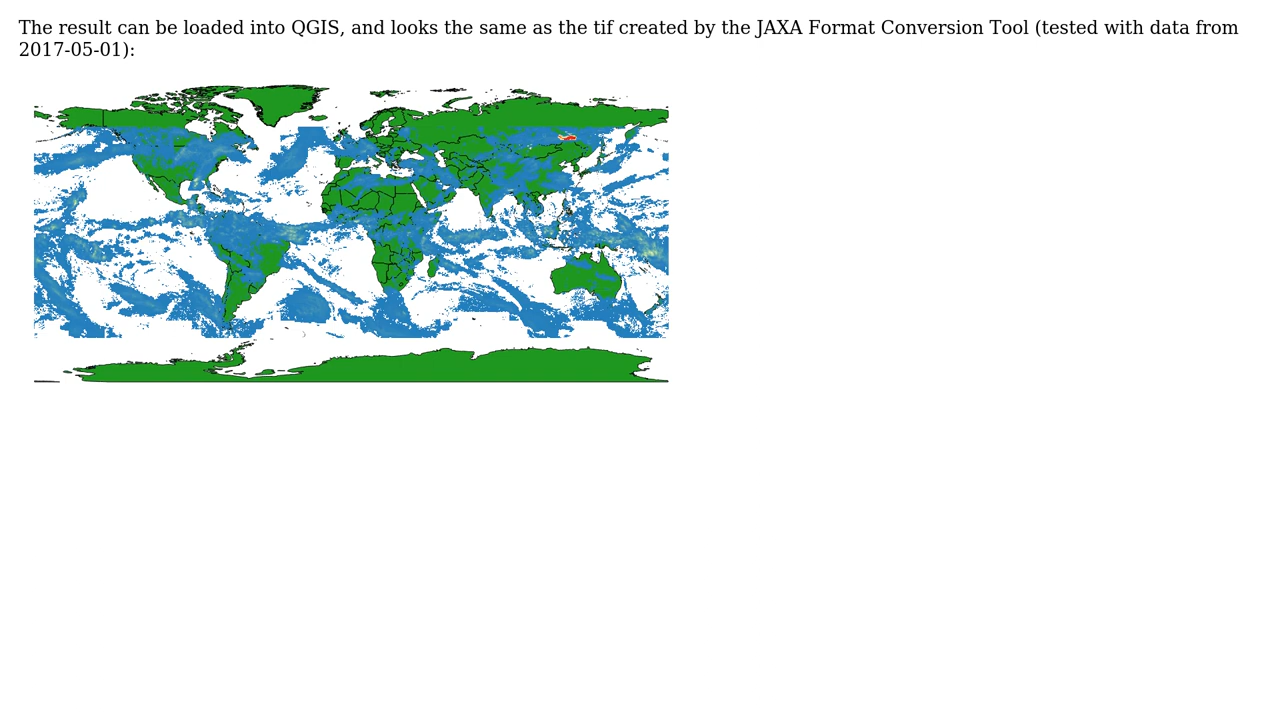 The result can be loaded into QGIS, and looks the same as the tif created by the JAXA Format Conversion Tool (tested with data from
2017-05-01):